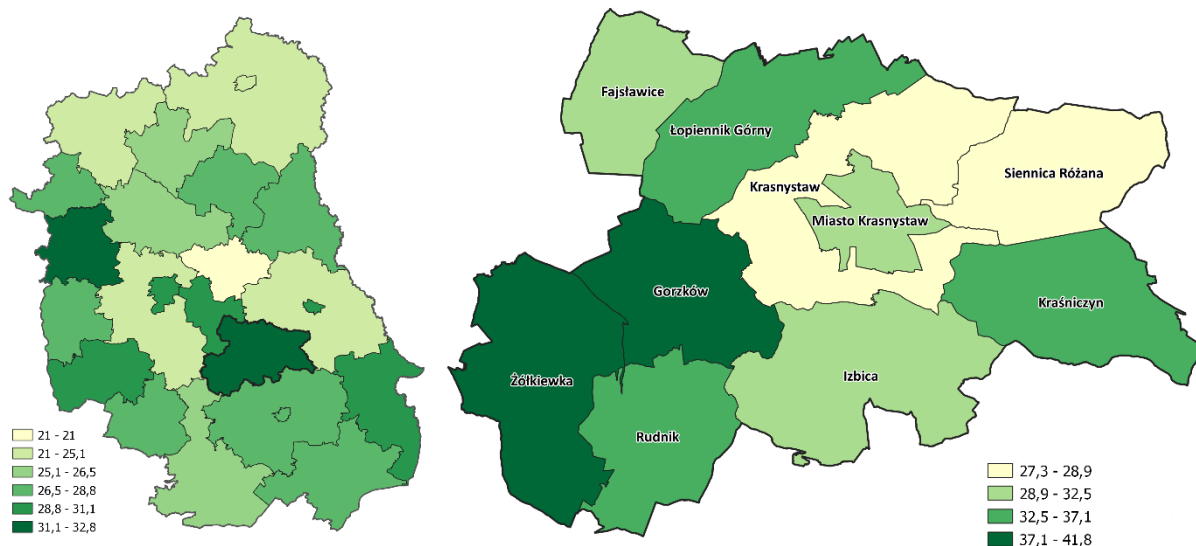 21 - 21
21 - 25,1
25,1 - 26,5
26,5 - 28,8
28,8 - 31,1
31,1 - 32,8
Fajsławice
Łopiennik Górny
Siennica Różana
Krasnystaw
Miasto Krasnystaw
Gorzków
Kraśniczyn
Żółkiewka
Izbica
Rudnik
27,3 - 28,9
28,9 - 32,5
32,5 - 37,1
37,1 - 41,8